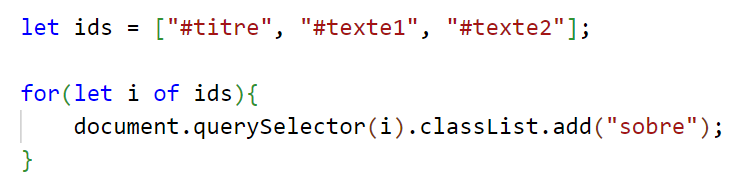 let ids = ["#titre", "#texte1", "#texte2"];
for(let i of ids){
    document.querySelector(i).classList.add("sobre");
}